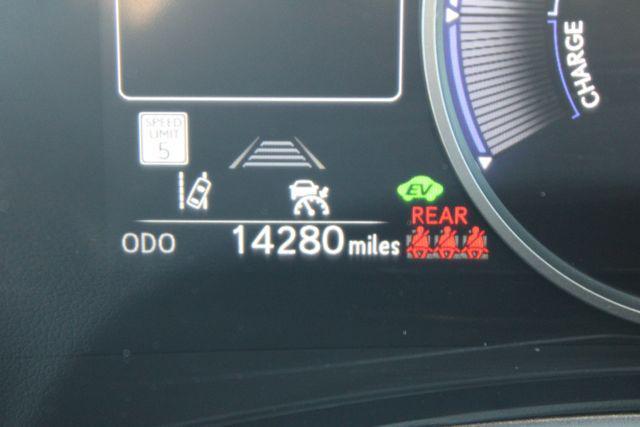 CHARGE
SPEED
LIMIT
5
EV
REAR
ODO 14280 miles